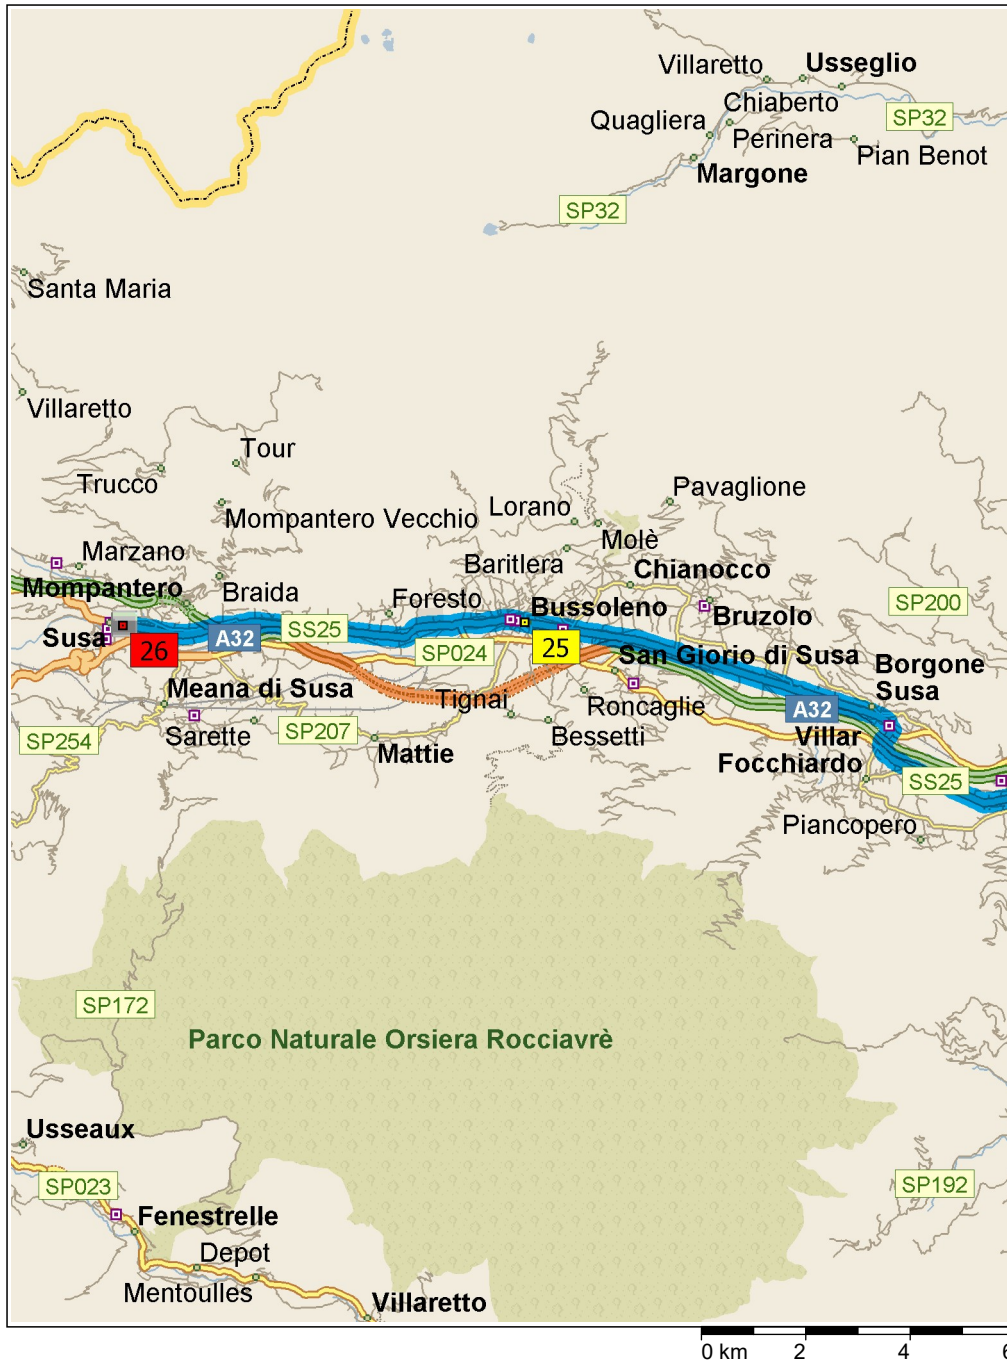 Villaretto
Usseglio
Chiaberto
SP32
Quagliera
Perinera
Pian Benot
Margone
SP32
Santa Maria
Villaretto
Tour
Trucco
Pavaglione
Mompantero Vecchio
Lorano
Molè
Marzano
Baritlera
Chianocco
Mompantero
Braida
Foresto
Bussoleno
Bruzolo
SP200
Susa
26
A32
SS25
SP024
25
San Giorio di Susa
Borgone
Susa
Meana di Susa
Tignai
Roncaglie
A32
SP254
Sarette
SP207
Mattie
Bessetti
Villar
Focchiardo
SS25
Piancopero
SP172
Parco Naturale Orsiera Rocciavrè
Usseaux
SP023
SP192
Fenestrelle
Depot
Mentoulles
Villaretto
0 km 2 4